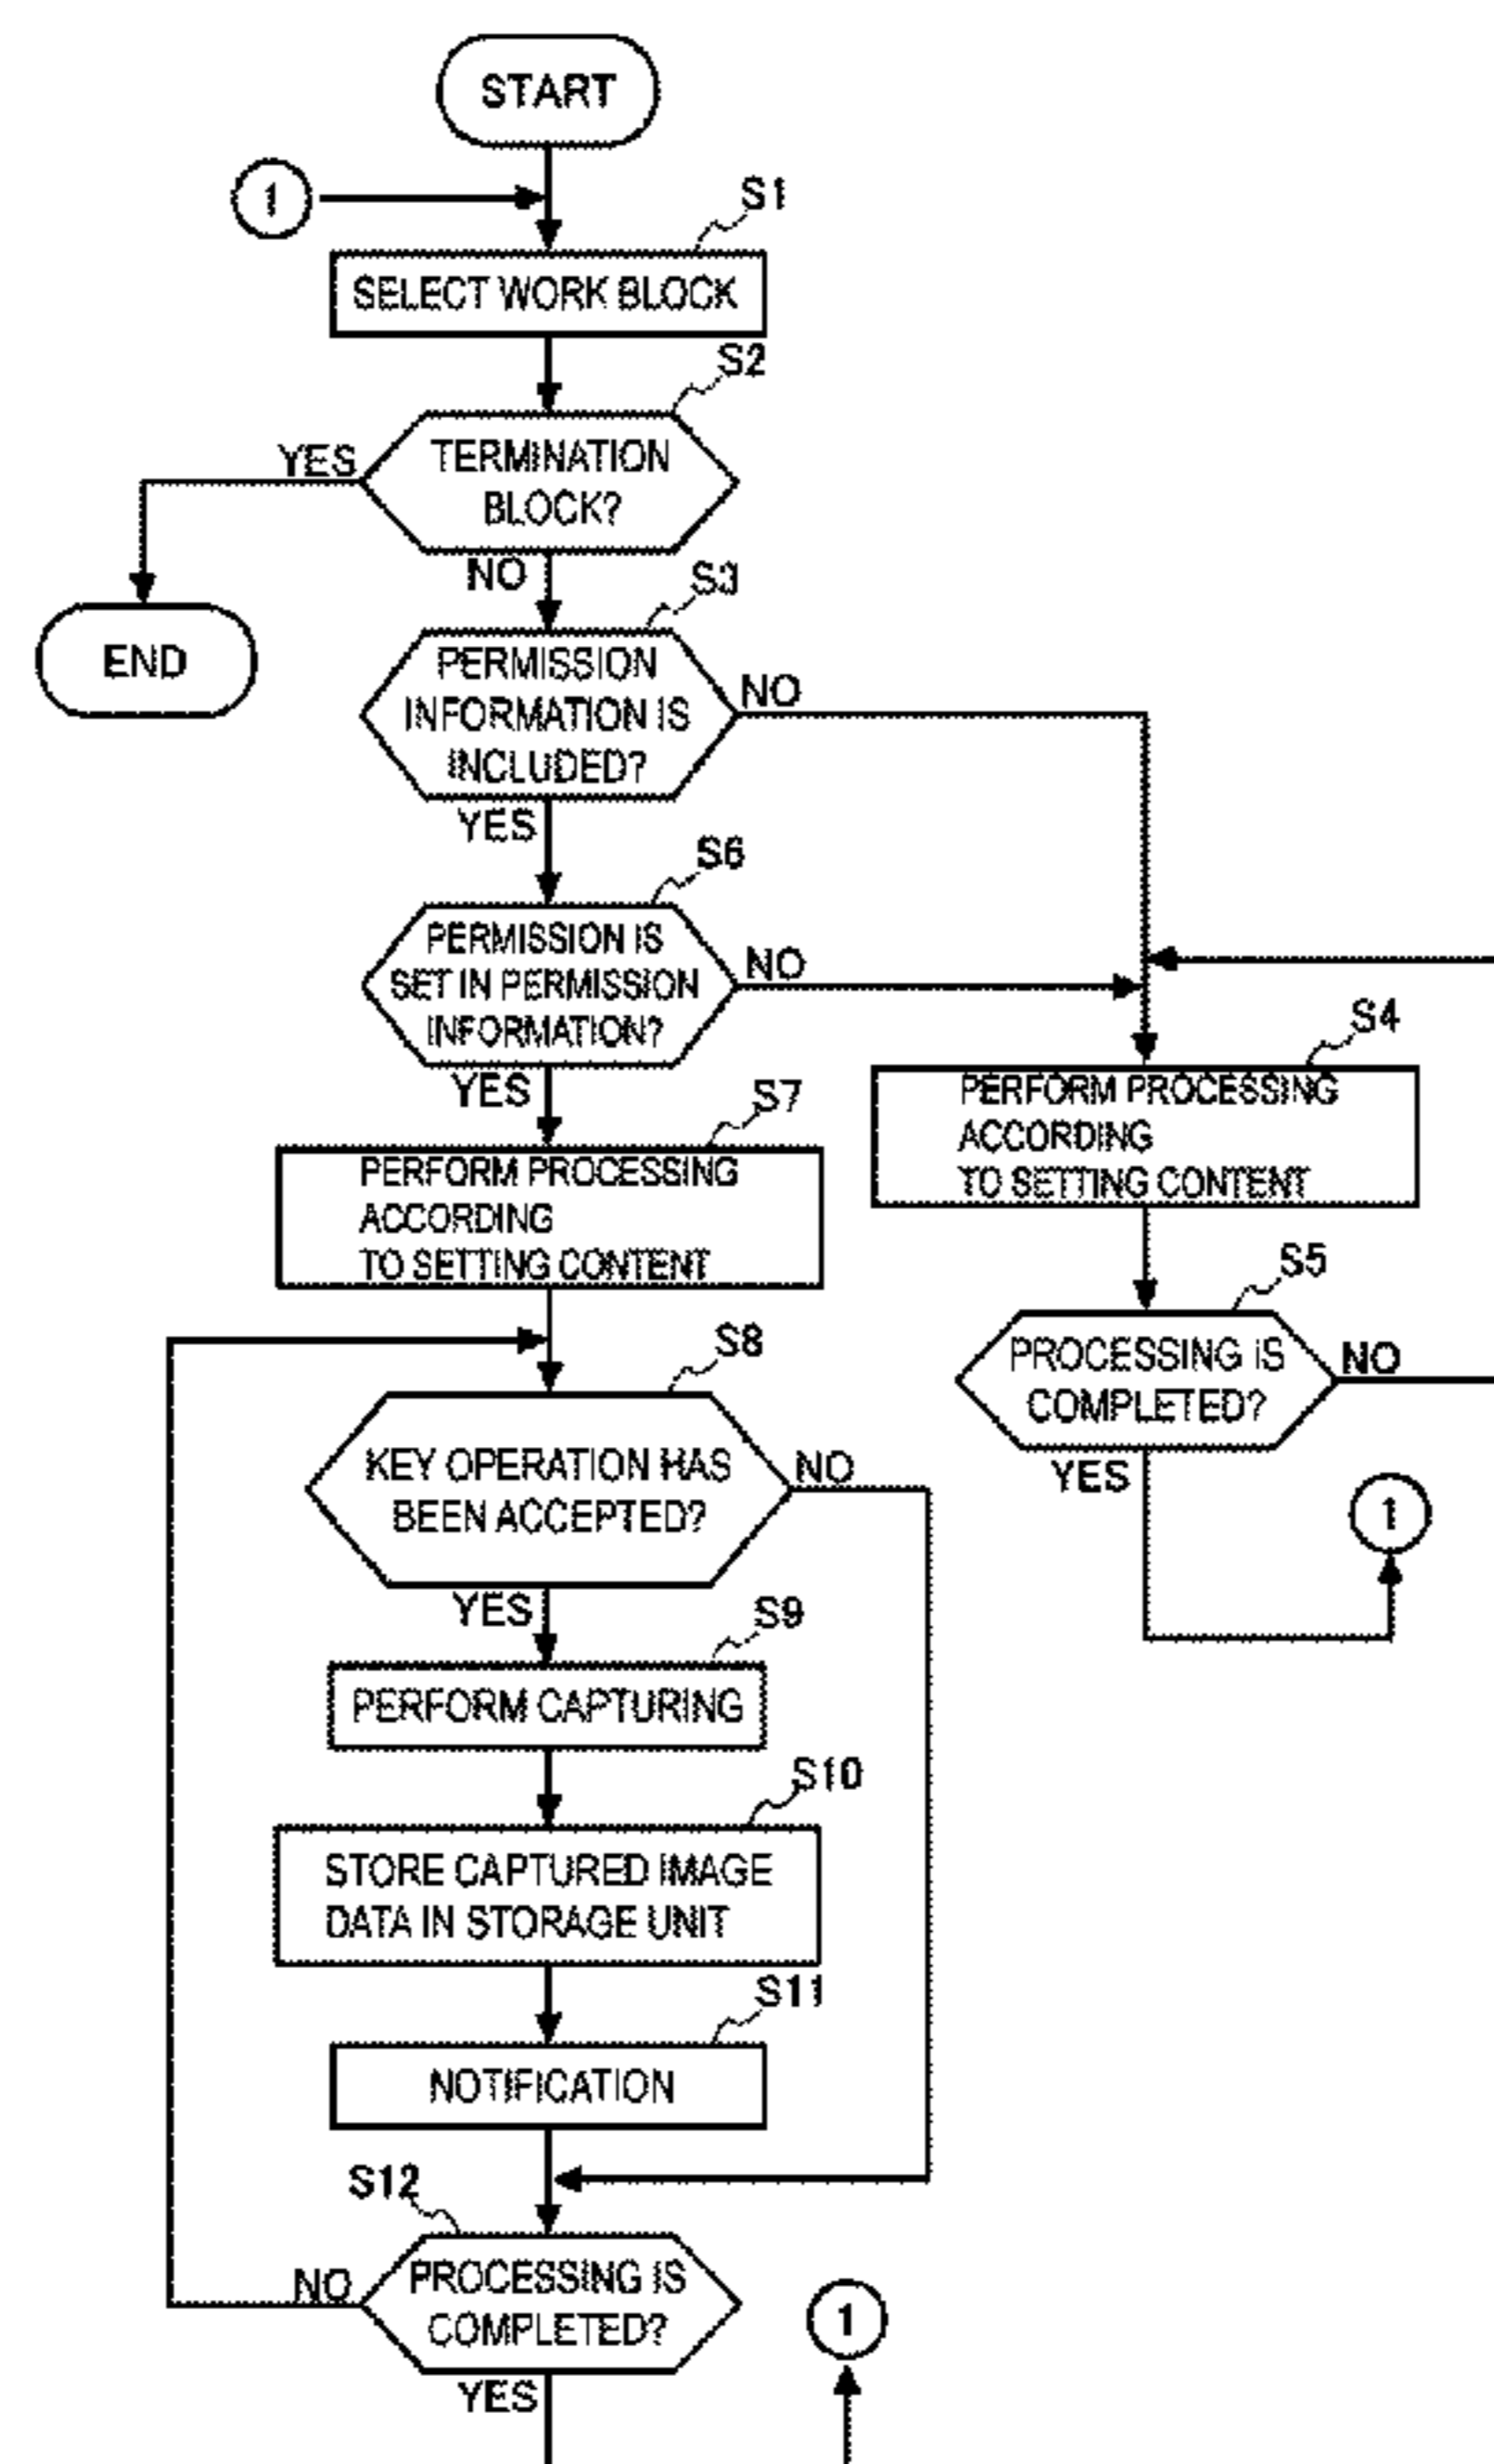 START
1
S1
SELECT WORK BLOCK
S2
YES
TERMINATION
BLOCK?
NO
S3
END
PERMISSION
INFORMATION IS
INCLUDED?
NO
YES
S6
PERMISSION IS
SET IN PERMISSION
INFORMATION?
NO
YES
S4
PERFORM PROCESSING
ACCORDING
TO SETTING CONTENT
S7
PERFORM PROCESSING
ACCORDING
TO SETTING CONTENT
S5
PROCESSING IS
COMPLETED?
NO
YES
1
S8
KEY OPERATION HAS
BEEN ACCEPTED?
NO
YES
S9
PERFORM CAPTURING
S10
STORE CAPTURED IMAGE
DATA IN STORAGE UNIT
S11
NOTIFICATION
S12
NO
PROCESSING IS
COMPLETED?
YES
1